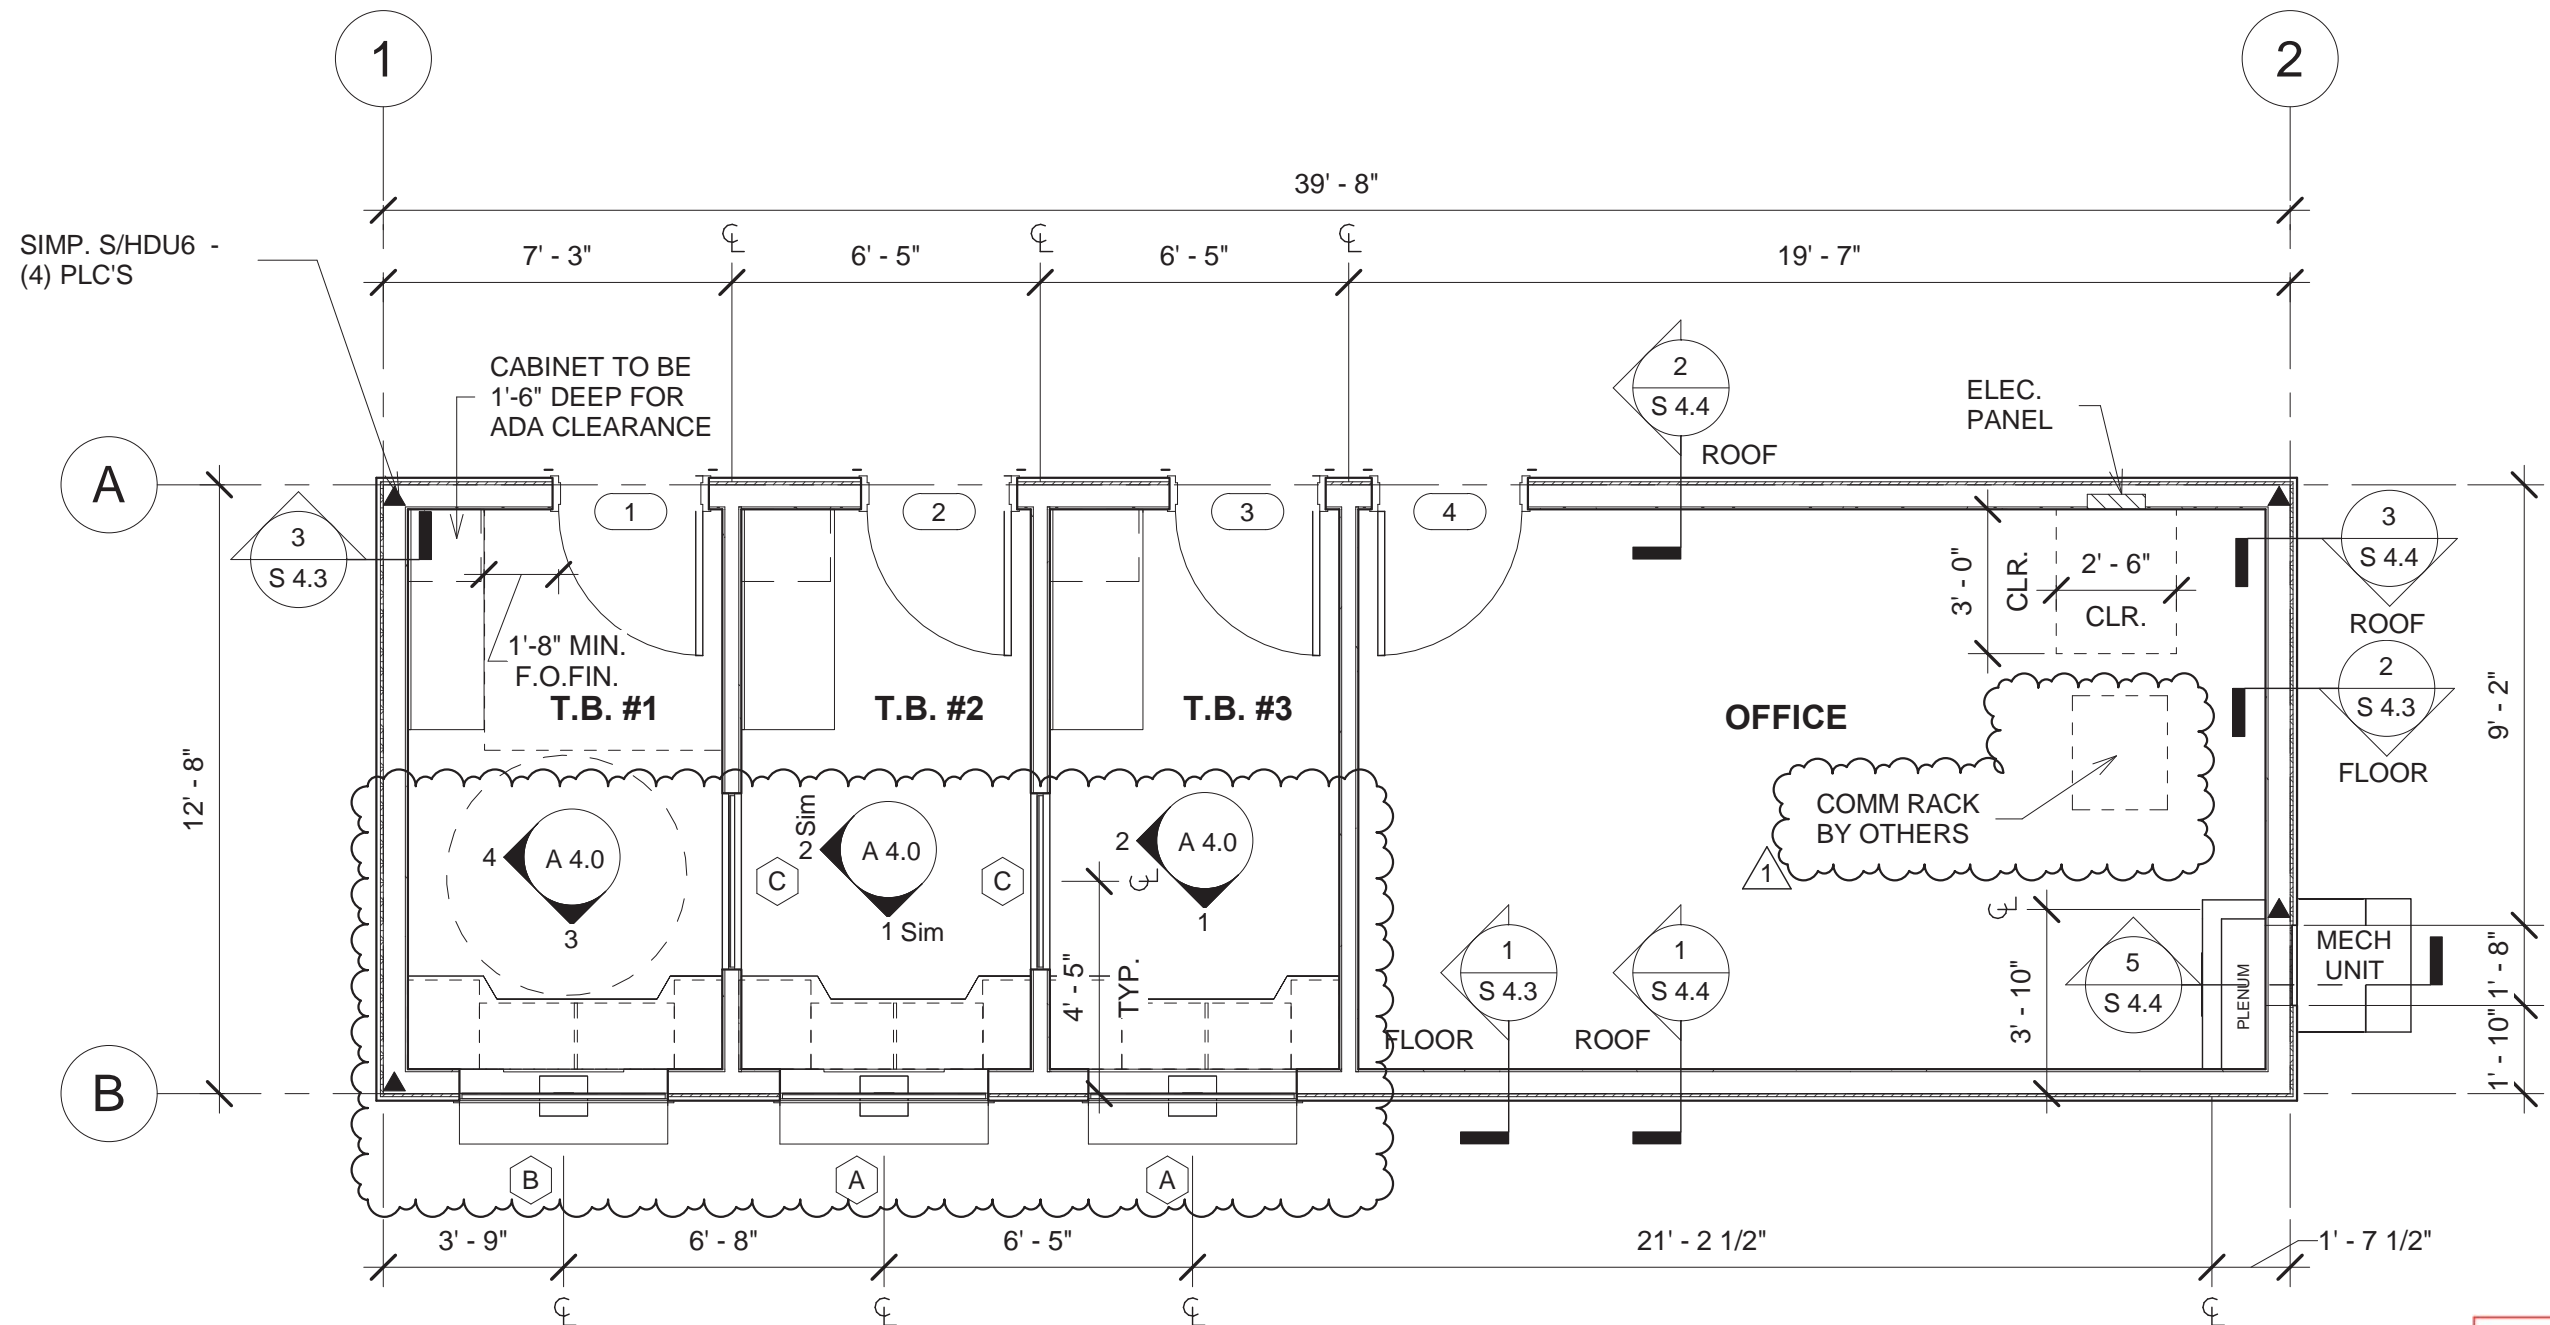 1
2
39' - 8"
SIMP. S/HDU6 -
(4) PLC'S
7' - 3"
6' - 5"
6' - 5"
19' - 7"
℄
℄
℄
CABINET TO BE
1'-6" DEEP FOR
ADA CLEARANCE
2
S 4.4
ROOF
ELEC.
PANEL
A
3
S 4.3
1
2
3
4
3
S 4.4
ROOF
3' - 0"
CLR.
2' - 6"
CLR.
1'-8" MIN.
F.O.FIN.
T.B. #1
T.B. #2
T.B. #3
OFFICE
2
S 4.3
FLOOR
9' - 2"
12' - 8"
COMM RACK
BY OTHERS
1
4
A 4.0
3
2 Sim
A 4.0
1 Sim
C
C
2
A 4.0
1
℄
4' - 5"
TYP.
1
S 4.3
FLOOR
1
S 4.4
ROOF
℄
3' - 10"
5
S 4.4
PLENUM
MECH
UNIT
1' - 8"
1' - 10"
B
B
A
A
3' - 9"
6' - 8"
6' - 5"
21' - 2 1/2"
1' - 7 1/2"
℄
℄
℄
℄